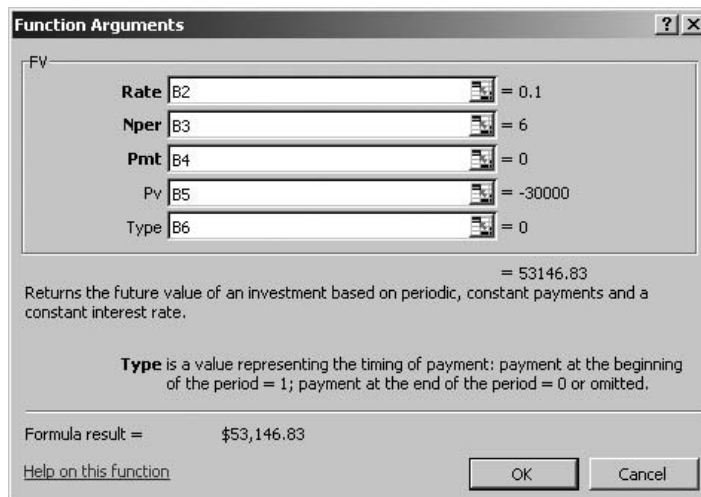 Function Arguments
? X
FV
Rate B2 = 0.1
Nper B3 = 6
Pmt B4 = 0
Pv B5 = -30000
Type B6 = 0
= 53146.83
Returns the future value of an investment based on periodic, constant payments and a
constant interest rate.
Type is a value representing the timing of payment: payment at the beginning
of the period = 1; payment at the end of the period = 0 or omitted.
Formula result = $53,146.83
Help on this function OK Cancel